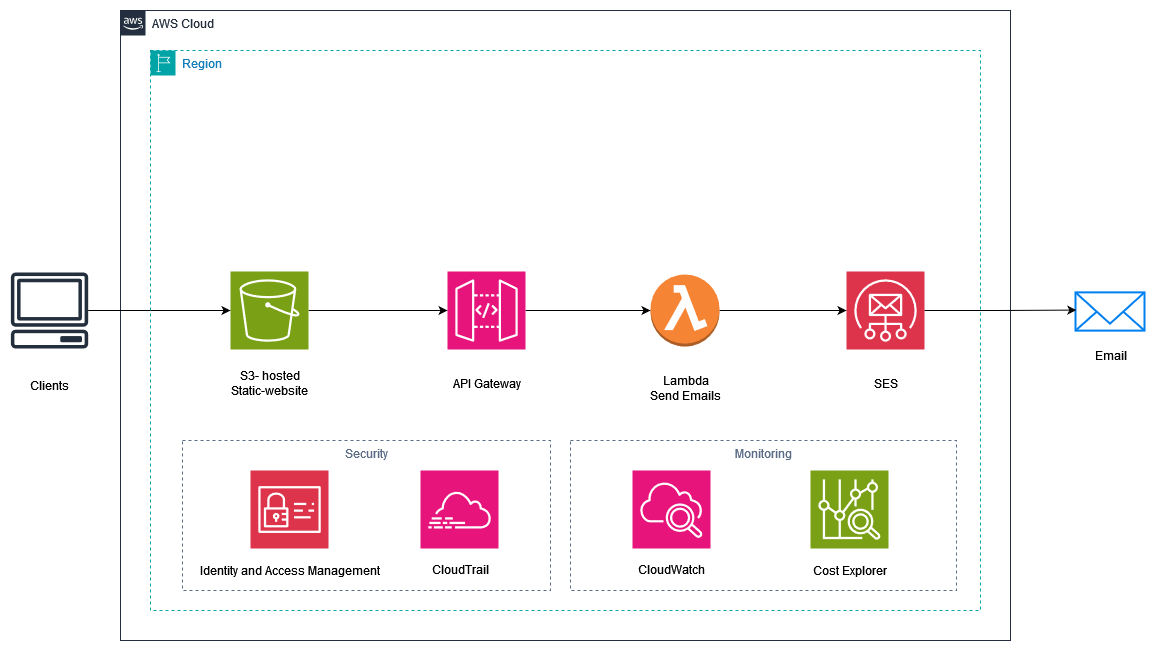 aws
AWS Cloud
Region
Clients
S3- hosted
Static-website
</>
API Gateway
Lambda
Send Emails
SES
Email
Security
Monitoring
Identity and Access Management
CloudTrail
CloudWatch
Cost Explorer